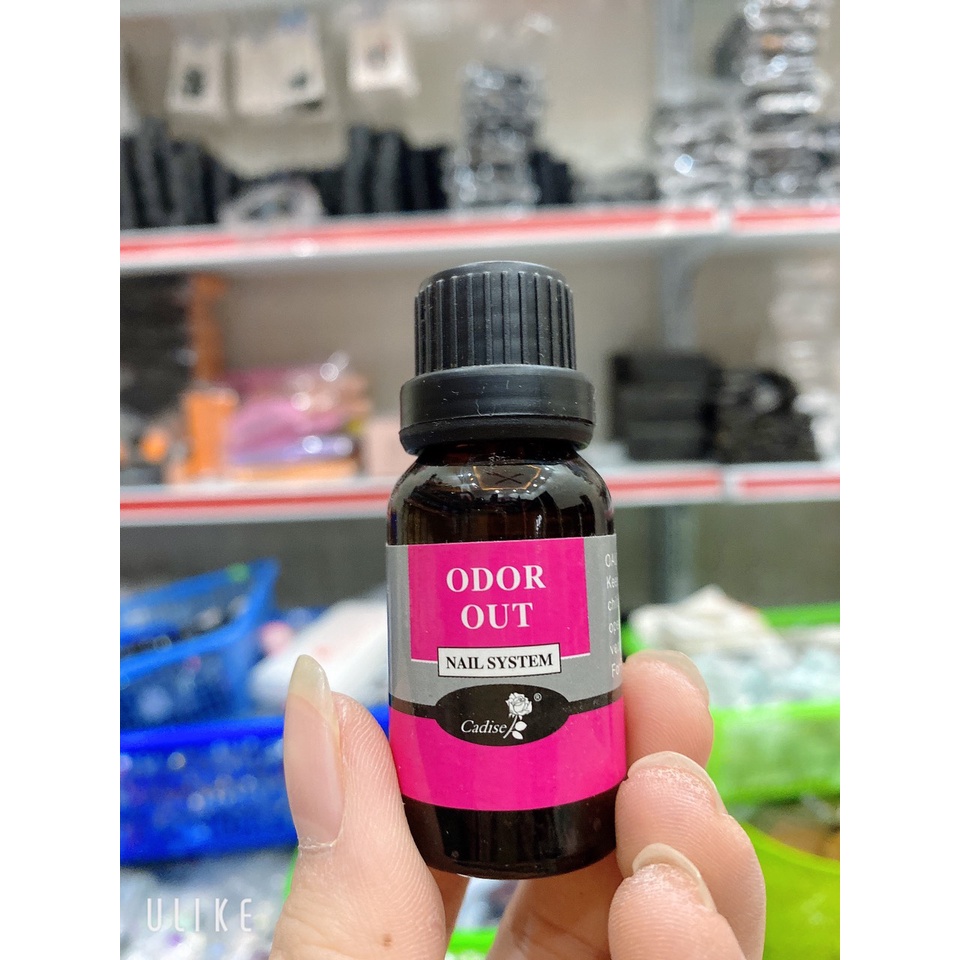 ODOR
OUT
NAIL SYSTEM
Cadise®
ULIKE